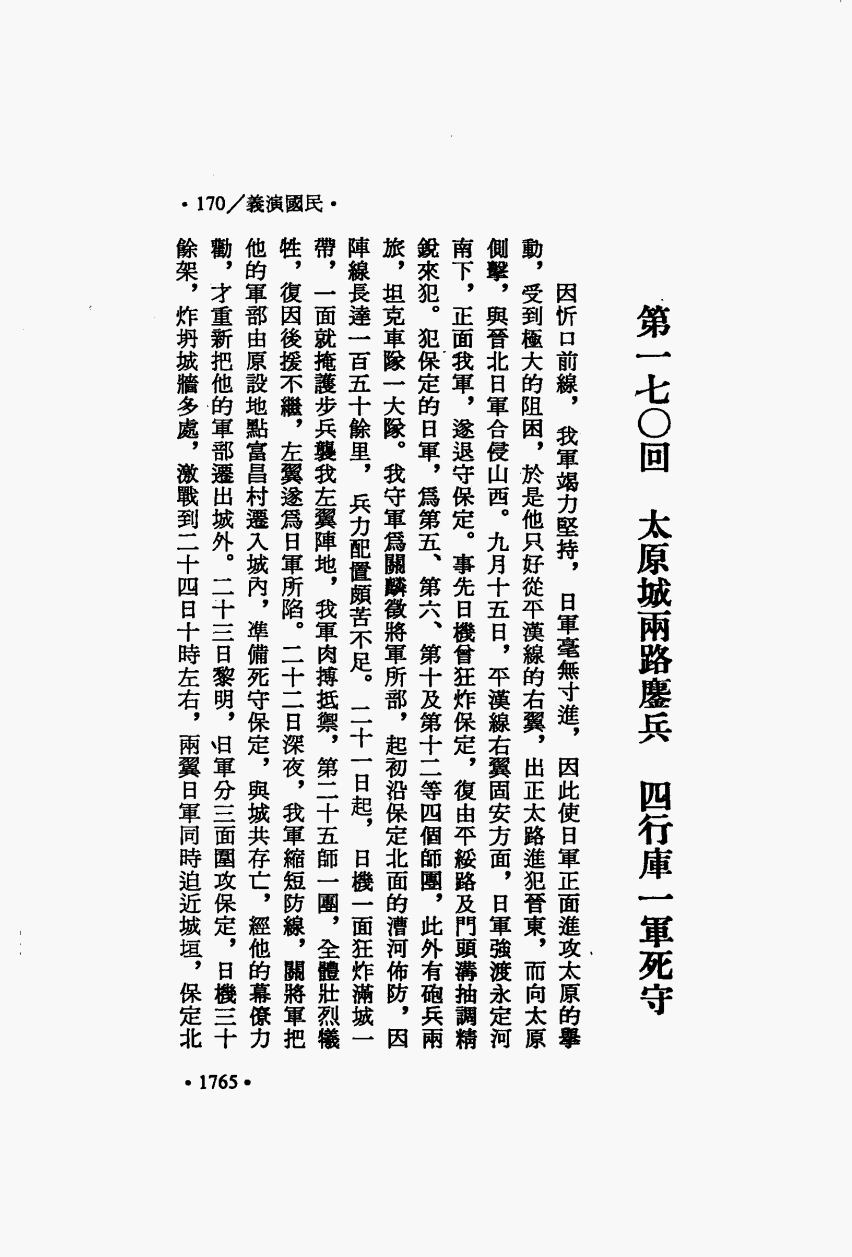 •170／義演國民•
第一七〇回　太原城兩路鏖兵　四行庫一軍死守
因忻口前線，我軍竭力堅持，日軍毫無寸進，因此使日軍正面進攻太原的舉
動，受到極大的阻困，於是他只好從平漢線的右翼，出正太路進犯晉東，而向太原
側擊，與晉北日軍合侵山西。九月十五日，平漢線右翼固安方面，日軍強渡永定河
南下，正面我軍，遂退守保定。事先日機曾狂炸保定，復由平綏路及門頭溝抽調精
銳來犯。犯保定的日軍，爲第五、第六、第十及第十二等四個師團，此外有砲兵兩
旅，坦克車隊一大隊。我守軍爲關麟徵將軍所部，起初沿保定北面的漕河佈防，因
陣線長達一百五十餘里，兵力配置頗苦不足。二十一日起，日機一面狂炸滿城一
帶，一面就掩護步兵襲我左翼陣地，我軍肉搏抵禦，第二十五師一團，全體壯烈犧
牲，復因後援不繼，左翼遂爲日軍所陷。二十二日深夜，我軍縮短防線，關將軍把
他的軍部由原設地點富昌村遷入城內，準備死守保定，與城共存亡，經他的幕僚力
勸，才重新把他的軍部遷出城外。二十三日黎明，日軍分三面圍攻保定，日機三十
餘架，炸坍城牆多處，激戰到二十四日十時左右，兩翼日軍同時迫近城垣，保定北
•1765•